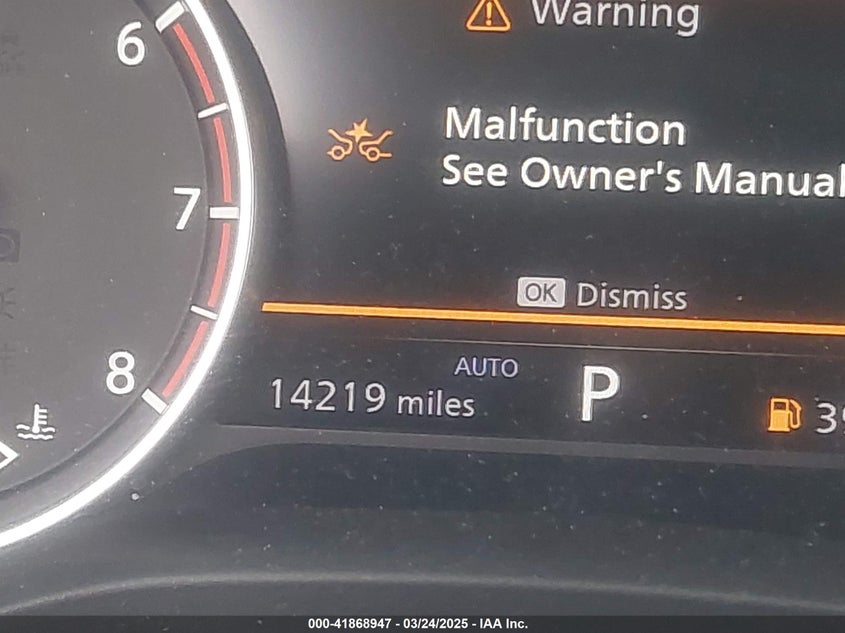 6
Warning
Malfunction
See Owner's Manual
7
OK Dismiss
8
AUTO
14219 miles
P
000-41868947 - 03/24/2025 - IAA Inc.